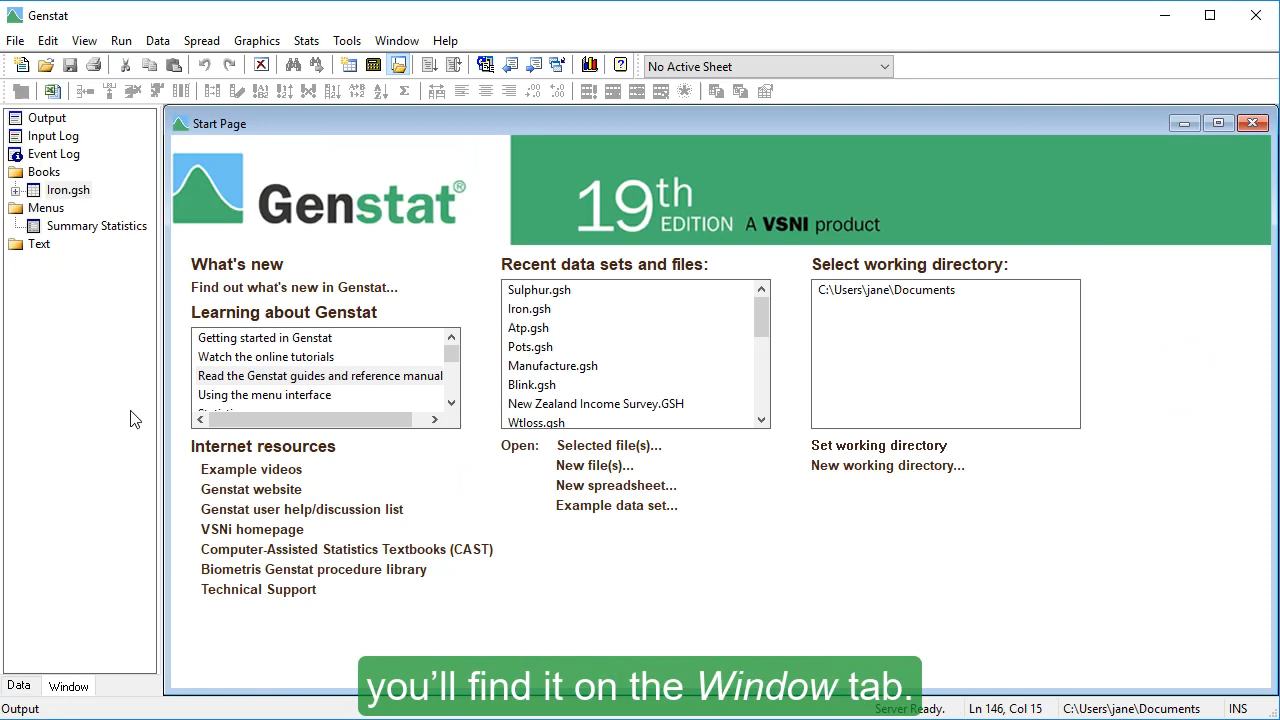 Genstat
File Edit View Run Data Spread Graphics Stats Tools Window Help
No Active Sheet
Output
Input Log
Event Log
Books
Iron.gsh
Menus
Summary Statistics
Text
Data Window
Start Page
Genstat®
19th EDITION A VSNI product
What's new
Find out what's new in Genstat...
Learning about Genstat
Getting started in Genstat
Watch the online tutorials
Read the Genstat guides and reference manual
Using the menu interface
Internet resources
Example videos
Genstat website
Genstat user help/discussion list
VSNi homepage
Computer-Assisted Statistics Textbooks (CAST)
Biometris Genstat procedure library
Technical Support
Recent data sets and files:
Sulphur.gsh
Iron.gsh
Atp.gsh
Pots.gsh
Manufacture.gsh
Blink.gsh
New Zealand Income Survey.GSH
Wtloss.gsh
Open: Selected file(s)...
New file(s)...
New spreadsheet...
Example data set...
Select working directory:
C:\Users\jane\Documents
Set working directory
New working directory...
you’ll find it on the Window tab.
Output Server Ready. Ln 146, Col 15 C:\Users\jane\Documents INS